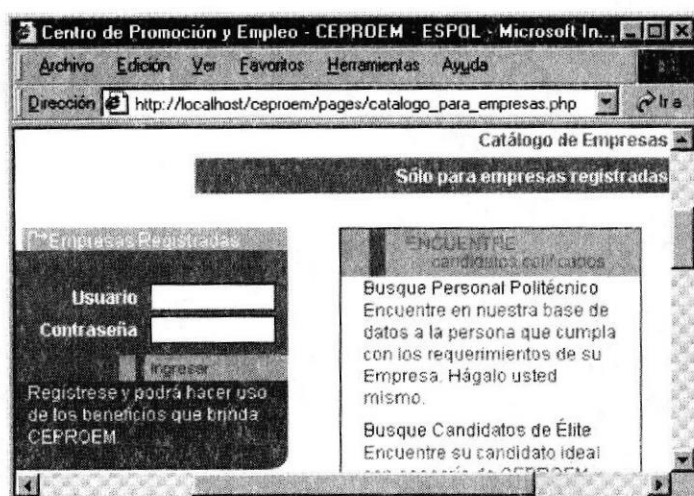 Centro de Promoción y Empleo - CEPROEM - ESPOL - Microsoft In...
Archivo Edición Ver Favoritos Herramientas Ayuda
Dirección http://localhost/ceproem/pages/catalogo_para_empresas.php Ir a
Catálogo de Empresas
Sólo para empresas registradas
Empresas Registradas
Usuario
Contraseña
Ingresar
Regístrese y podrá hacer uso
de los beneficios que brinda
CEPROEM
ENCUENTRE
candidatos calificados
Busque Personal Politécnico
Encuentre en nuestra base de
datos a la persona que cumpla
con los requerimientos de su
Empresa. Hágalo usted
mismo.
Busque Candidatos de Élite
Encuentre su candidato ideal
con asesoría de CEPROEM